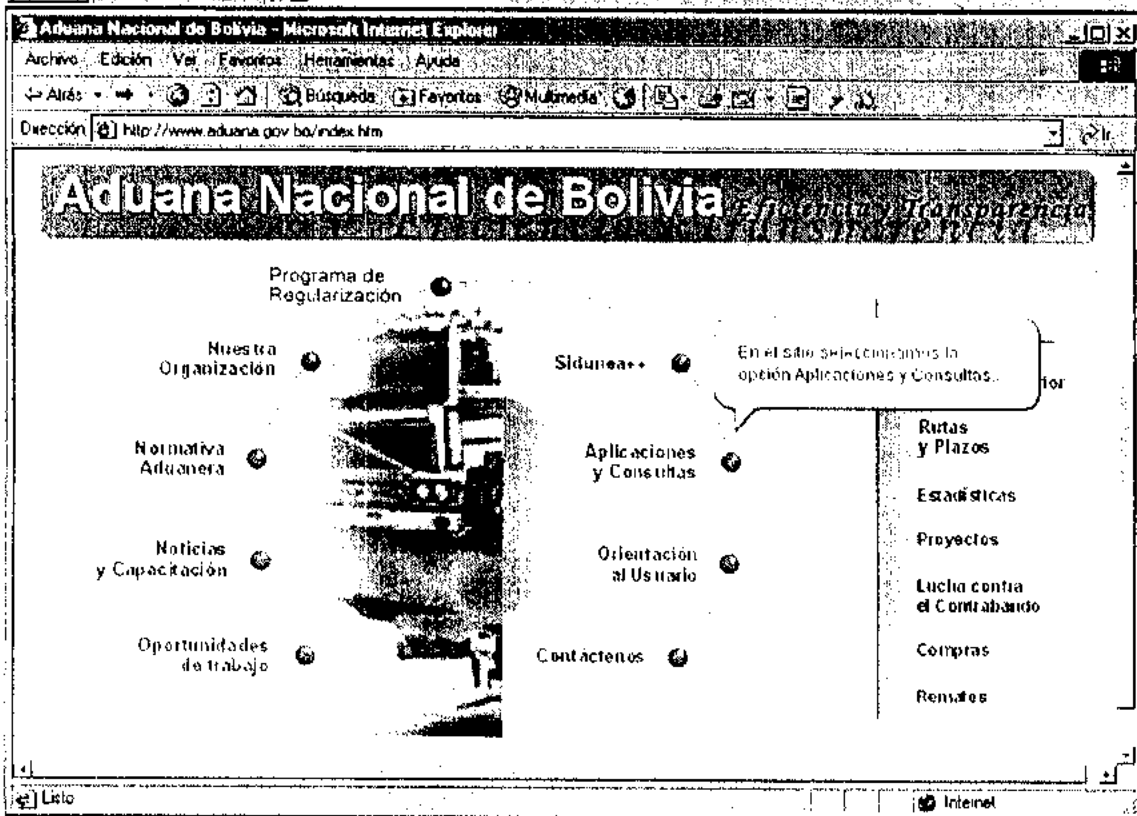 Aduana Nacional de Bolivia - Microsoft Internet Explorer
Archivo Edición Ver Favoritos Herramientas Ayuda
Atrás Búsqueda Favoritos Multimedia
Dirección http://www.aduana.gov.bo/index.htm Ir
Aduana Nacional de Bolivia Eficiencia y Transparencia
Programa de
Regularización
Nuestra
Organización
Normativa
Aduanera
Noticias
y Capacitación
Oportunidades
de trabajo
Sidunea++
En el sitio seleccionamos la
opción Aplicaciones y Consultas.
Aplicaciones
y Consultas
Orientación
al Usuario
Contáctenos
Rutas
y Plazos
Estadísticas
Proyectos
Lucha contra
el Contrabando
Compras
Remates
Listo Internet